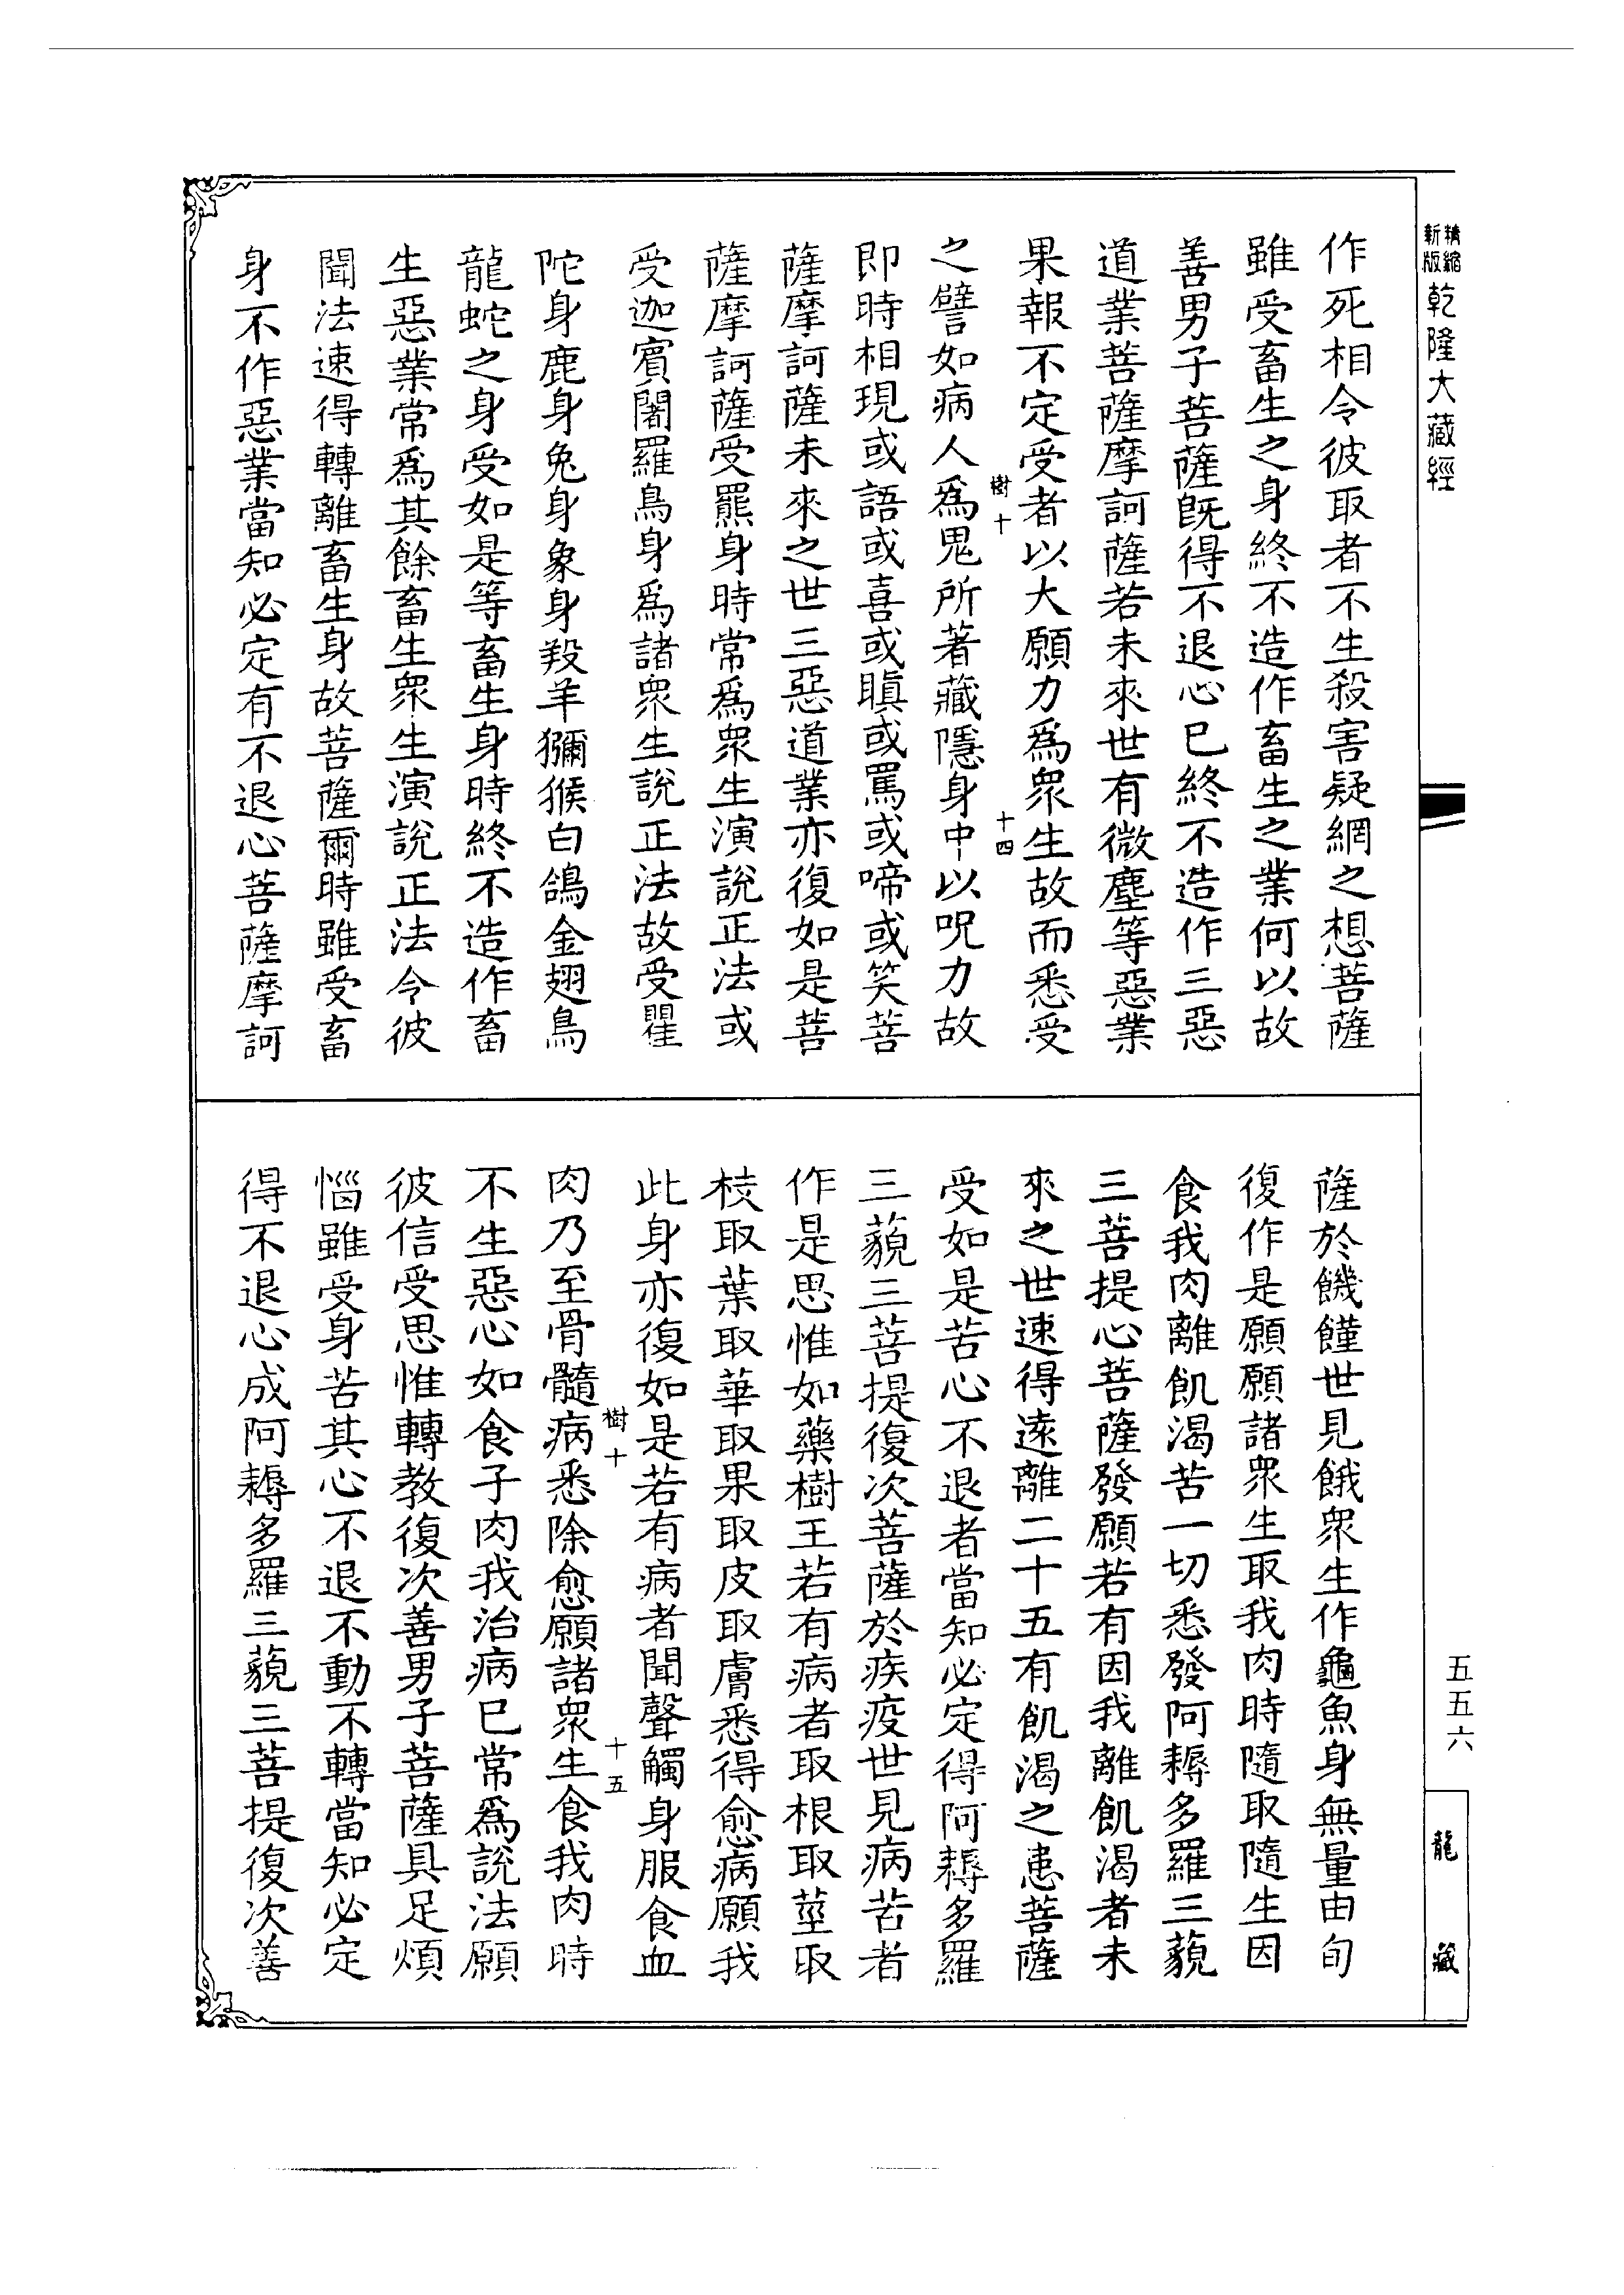 精縮
新版
乾隆大藏經
作死相令彼取者不生殺害疑網之想菩薩
雖受畜生之身終不造作畜生之業何以故
善男子菩薩旣得不退心已終不造作三惡
道業菩薩摩訶薩若未來世有微塵等惡業
果報不定受者以大願力為眾生故而悉受
樹十
十四
之譬如病人為鬼所著藏隱身中以呪力故
即時相現或語或喜或瞋或罵或啼或笑菩
薩摩訶薩未來之世三惡道業亦復如是菩
薩摩訶薩受羆身時常為眾生演說正法或
受迦賓闍羅鳥身為諸眾生說正法故受瞿
陀身鹿身兔身象身羖羊獼猴白鴿金翅鳥
龍蛇之身受如是等畜生身時終不造作畜
生惡業常為其餘畜生眾生演說正法令彼
聞法速得轉離畜生身故菩薩爾時雖受畜
身不作惡業當知必定有不退心菩薩摩訶
薩於饑饉世見餓眾生作龜魚身無量由旬
復作是願願諸眾生取我肉時隨取隨生因
食我肉離飢渴苦一切悉發阿耨多羅三藐
三菩提心菩薩發願若有因我離飢渴者未
來之世速得遠離二十五有飢渴之患菩薩
受如是苦心不退者當知必定得阿耨多羅
三藐三菩提復次菩薩於疾疫世見病苦者
作是思惟如藥樹王若有病者取根取莖取
枝取葉取華取果取皮取膚悉得愈病願我
此身亦復如是若有病者聞聲觸身服食血
樹十
十五
肉乃至骨髓病悉除愈願諸眾生食我肉時
不生惡心如食子肉我治病已常為說法願
彼信受思惟轉教復次善男子菩薩具足煩
惱雖受身苦其心不退不動不轉當知必定
得不退心成阿耨多羅三藐三菩提復次善
五五六
龍藏